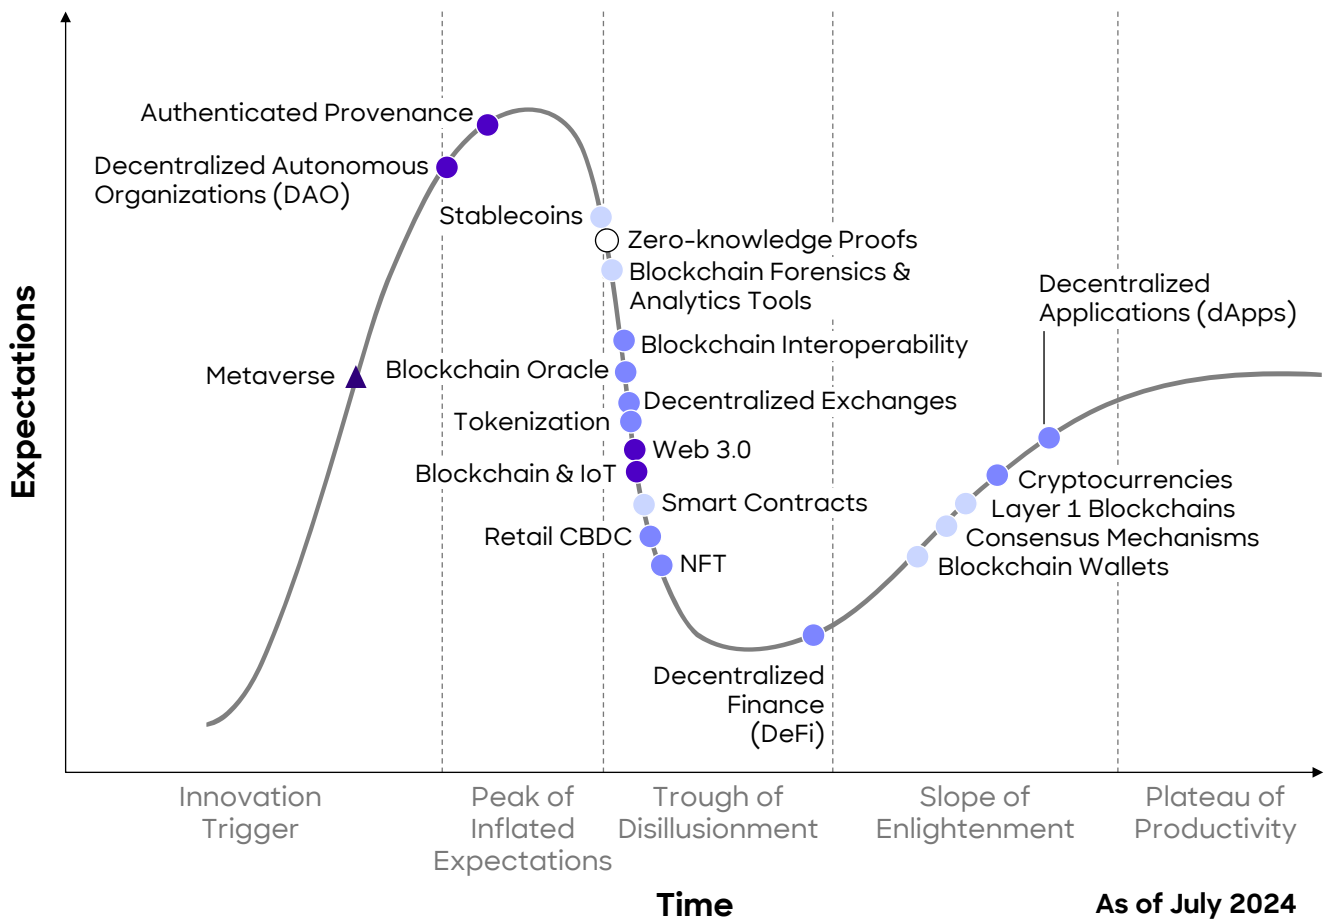 Authenticated Provenance
Decentralized Autonomous
Organizations (DAO)
Stablecoins
Zero-knowledge Proofs
Blockchain Forensics &
Analytics Tools
Decentralized
Applications (dApps)
Blockchain Interoperability
Metaverse
Blockchain Oracle
Decentralized Exchanges
Tokenization
Web 3.0
Blockchain & IoT
Smart Contracts
Retail CBDC
NFT
Cryptocurrencies
Layer 1 Blockchains
Consensus Mechanisms
Blockchain Wallets
Decentralized
Finance
(DeFi)
Expectations
Innovation
Trigger
Peak of
Inflated
Expectations
Trough of
Disillusionment
Slope of
Enlightenment
Plateau of
Productivity
Time
As of July 2024